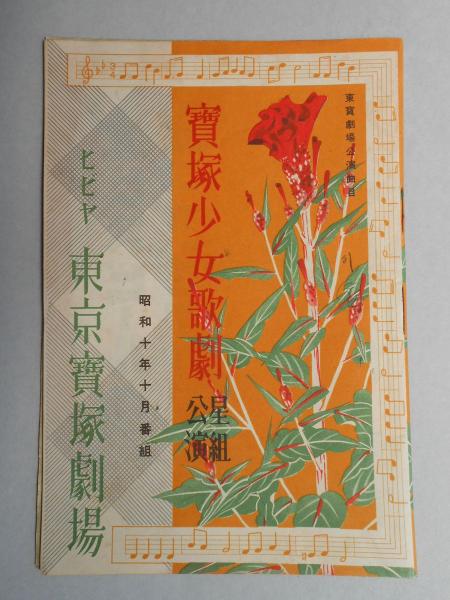 東寶劇場公演曲目
寶塚少女歌劇
星組
公演
昭和十年十月番組
ヒビヤ 東京寶塚劇場